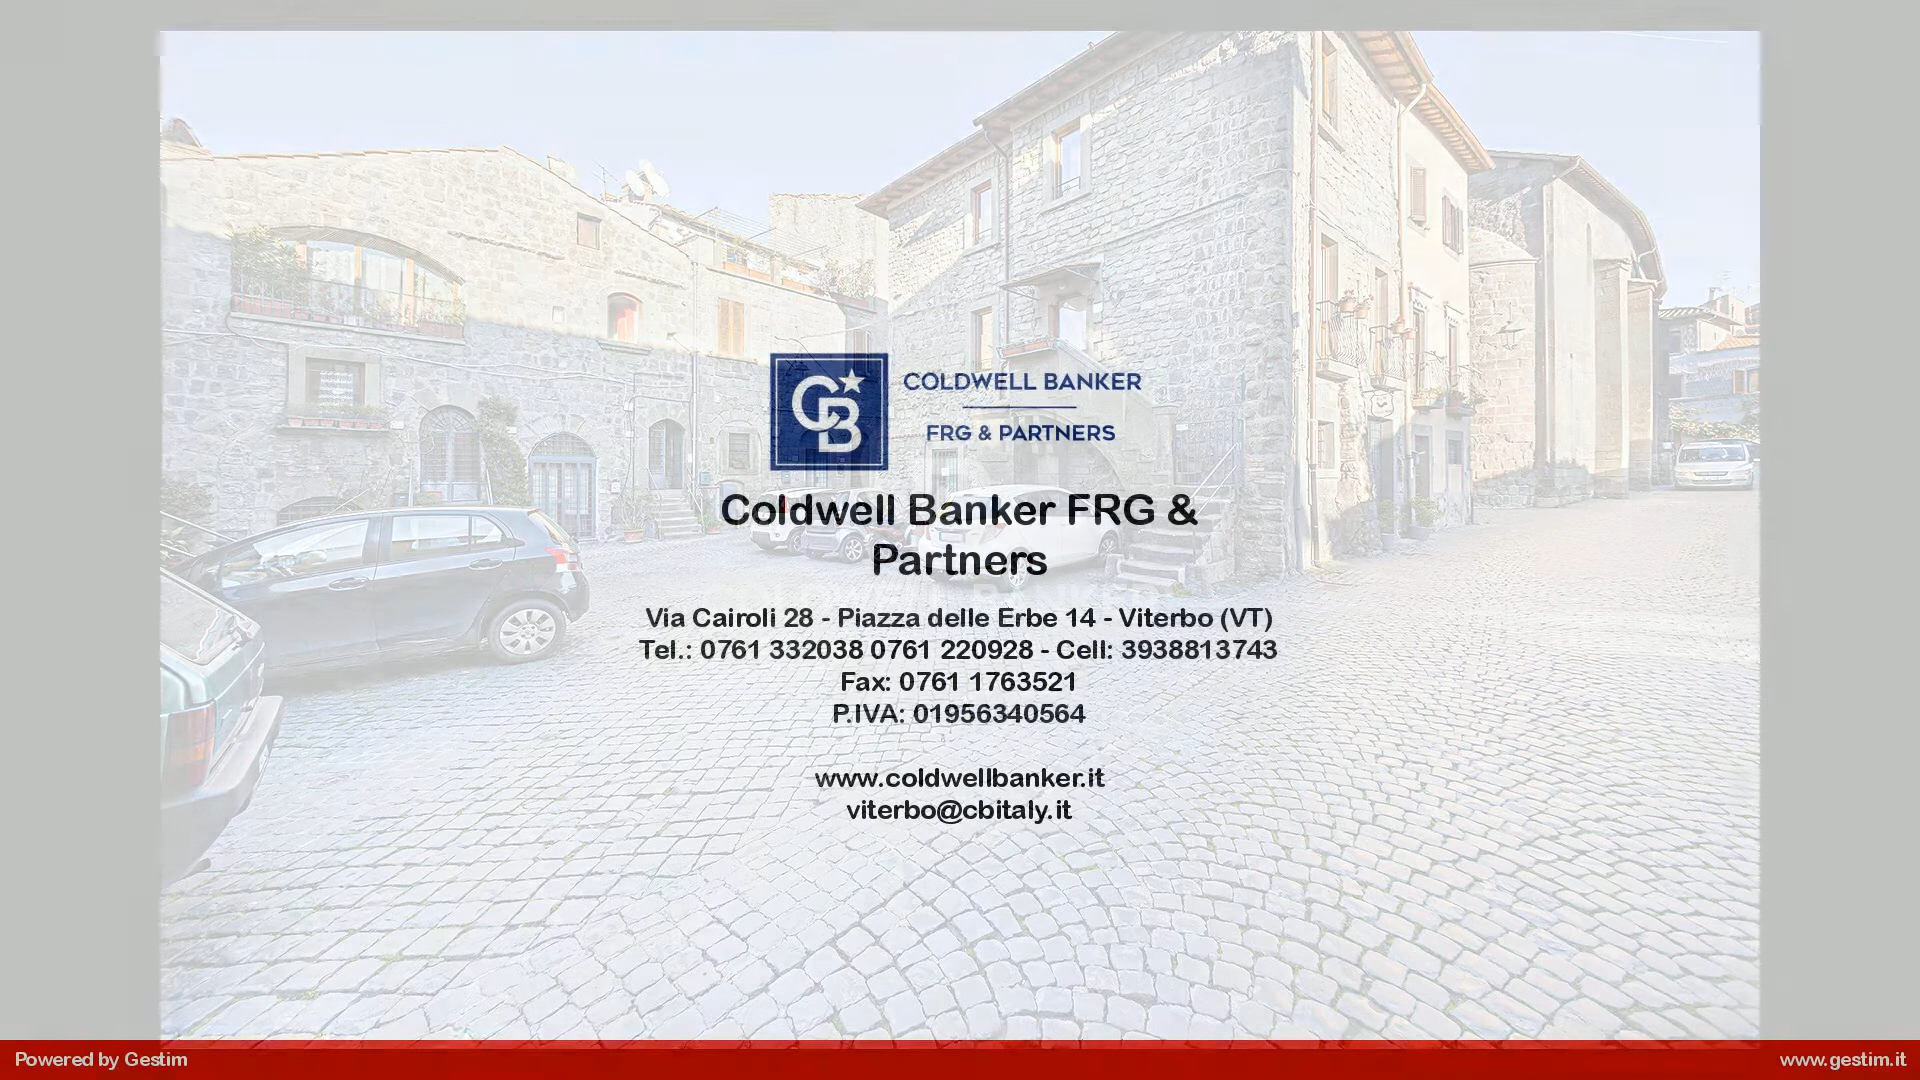 COLDWELL BANKER
FRG & PARTNERS
Coldwell Banker FRG &
Partners
Via Cairoli 28 - Piazza delle Erbe 14 - Viterbo (VT)
Tel.: 0761 332038 0761 220928 - Cell: 3938813743
Fax: 0761 1763521
P.IVA: 01956340564
www.coldwellbanker.it
viterbo@cbitaly.it
Powered by Gestim
www.gestim.it